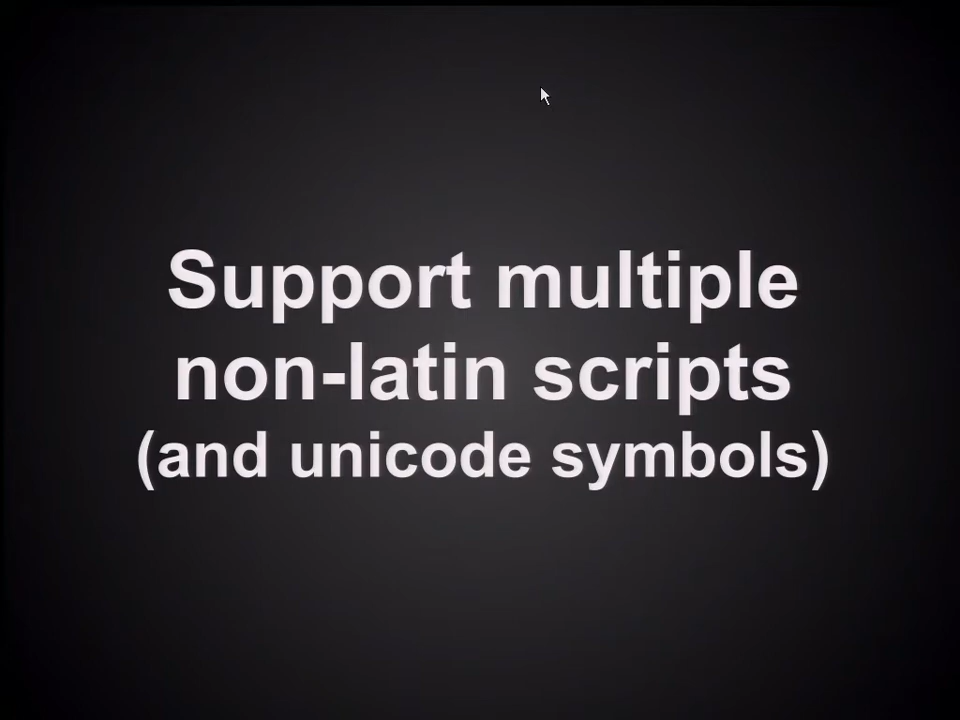 Support multiple
non-latin scripts
(and unicode symbols)